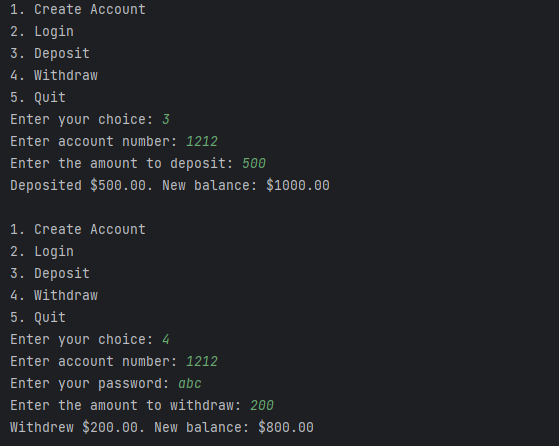 1. Create Account
2. Login
3. Deposit
4. Withdraw
5. Quit
Enter your choice: 3
Enter account number: 1212
Enter the amount to deposit: 500
Deposited $500.00. New balance: $1000.00

1. Create Account
2. Login
3. Deposit
4. Withdraw
5. Quit
Enter your choice: 4
Enter account number: 1212
Enter your password: abc
Enter the amount to withdraw: 200
Withdrew $200.00. New balance: $800.00